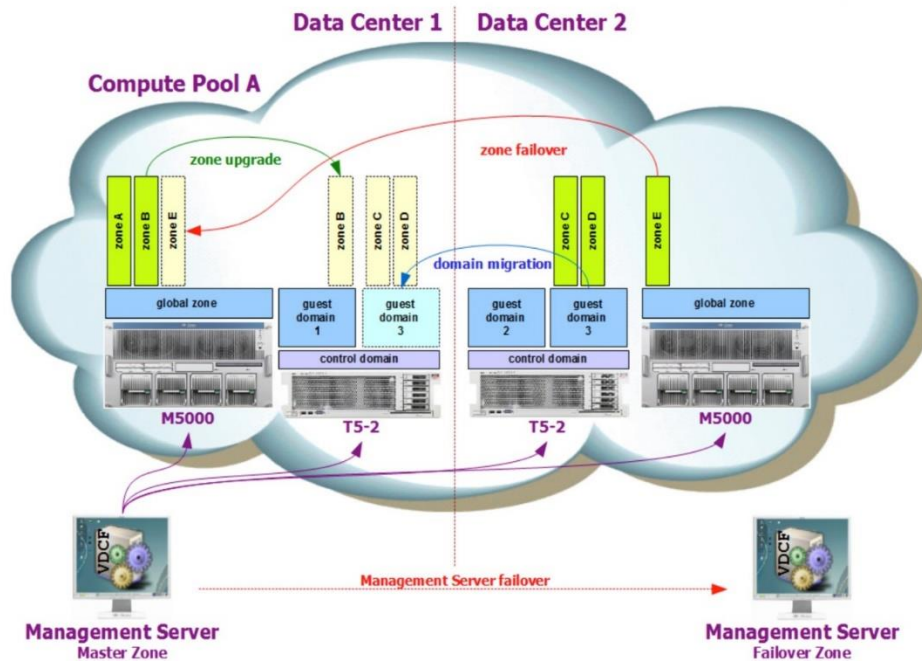 Data Center 1
Data Center 2
Compute Pool A
zone upgrade
zone failover
zone A
zone B
zone E
zone B
zone C
zone D
zone C
zone D
zone E
domain migration
global zone
guest
domain
1
guest
domain
3
guest
domain
2
guest
domain
3
global zone
control domain
control domain
M5000
T5-2
T5-2
M5000
VDCF
VDCF
Management Server failover
Management Server
Master Zone
Management Server
Failover Zone